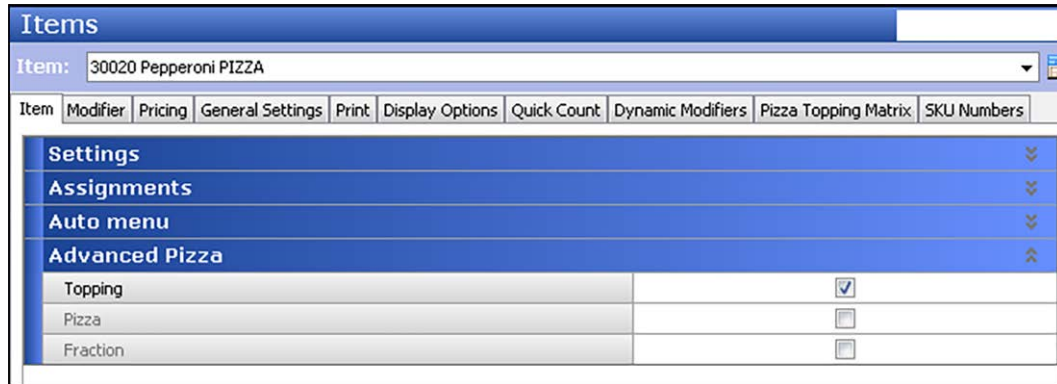 Items
Item: 30020 Pepperoni PIZZA
Item Modifier Pricing General Settings Print Display Options Quick Count Dynamic Modifiers Pizza Topping Matrix SKU Numbers
Settings
Assignments
Auto menu
Advanced Pizza
Topping
Pizza
Fraction